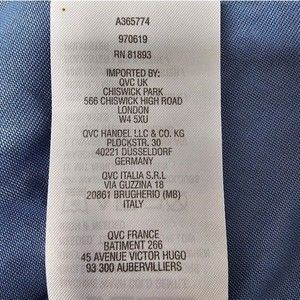 A365774
970619
RN 81893
IMPORTED BY:
QVC UK
CHISWICK PARK
566 CHISWICK HIGH ROAD
LONDON
W4 5XU
QVC HANDEL LLC & CO. KG
PLOCKSTR. 30
40221 DÜSSELDORF
GERMANY
QVC ITALIA S.R.L
VIA GUZZINA 18
20861 BRUGHERIO (MB)
ITALY
QVC FRANCE
BATIMENT 266
45 AVENUE VICTOR HUGO
93 300 AUBERVILLIERS